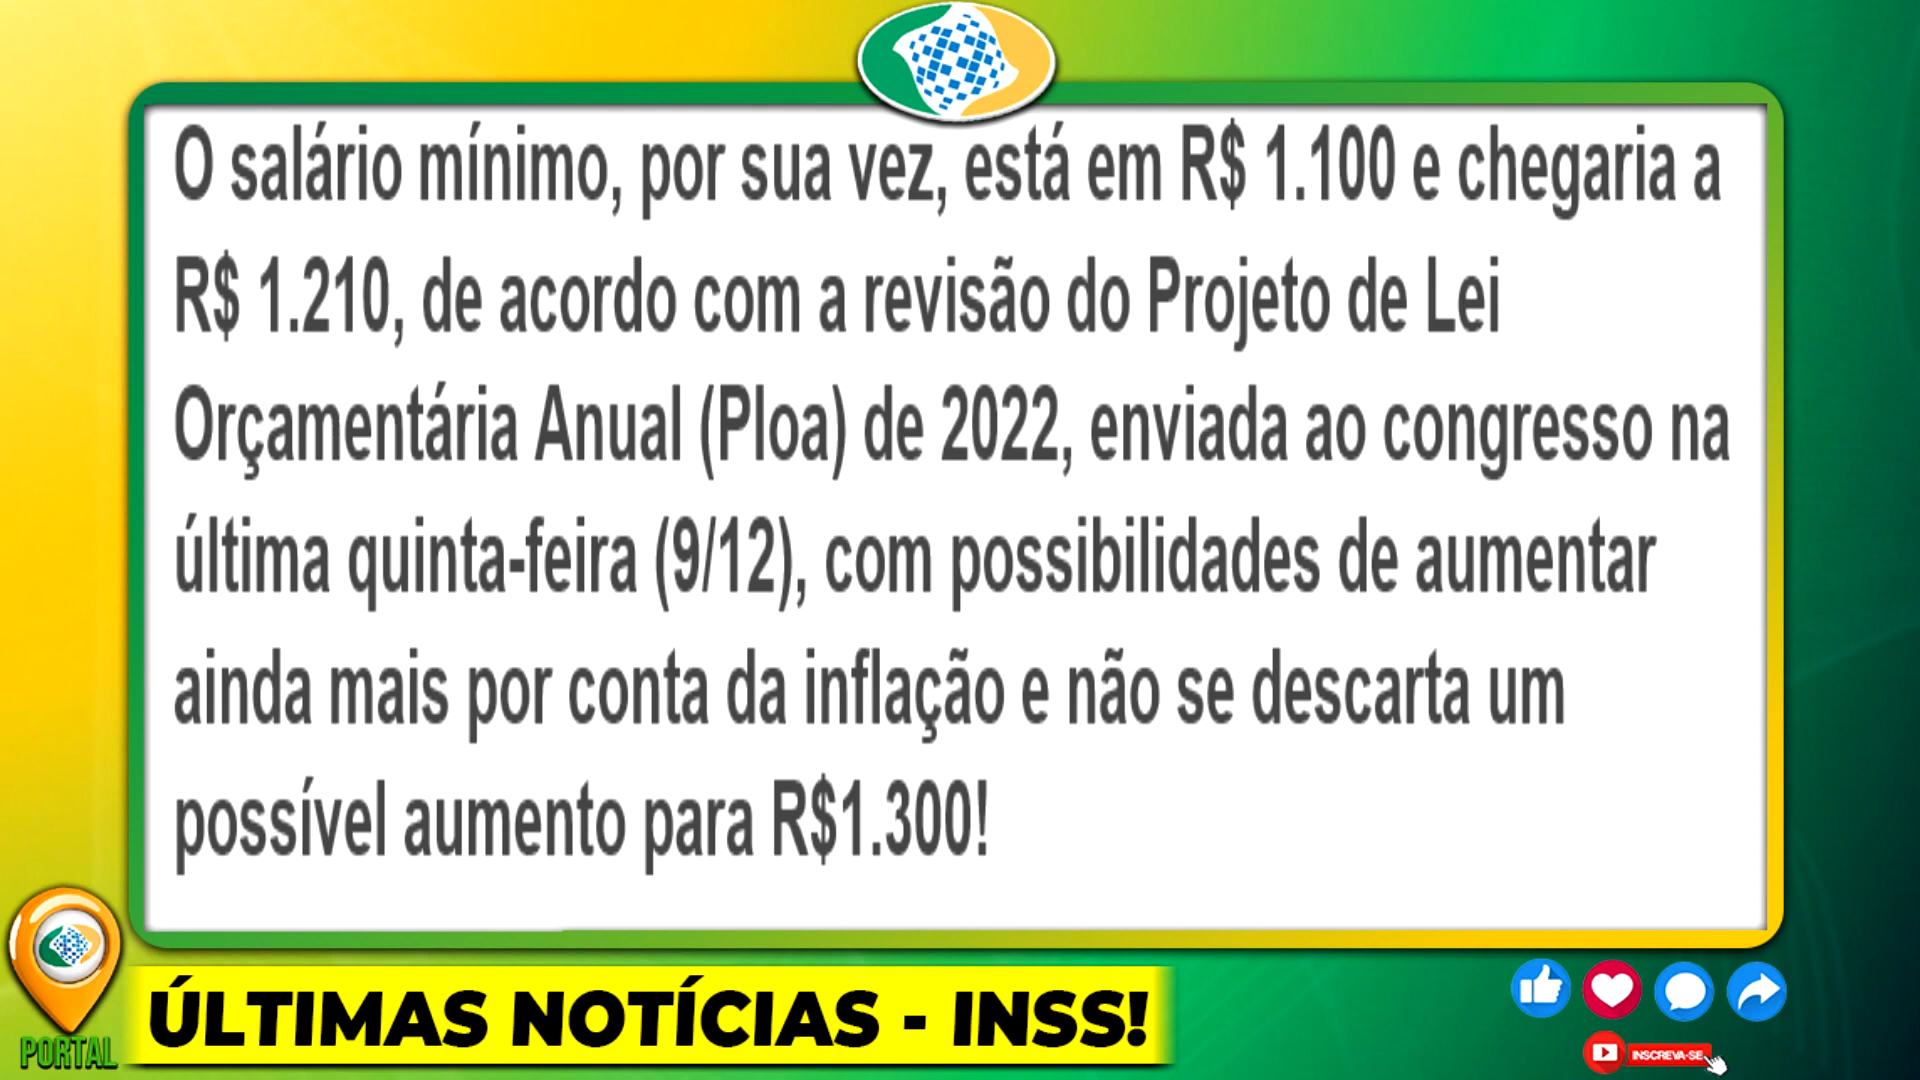 O salário mínimo, por sua vez, está em R$ 1.100 e chegaria a
R$ 1.210, de acordo com a revisão do Projeto de Lei
Orçamentária Anual (Ploa) de 2022, enviada ao congresso na
última quinta-feira (9/12), com possibilidades de aumentar
ainda mais por conta da inflação e não se descarta um
possível aumento para R$1.300!
ÚLTIMAS NOTÍCIAS - INSS!
PORTAL
INSCREVA-SE